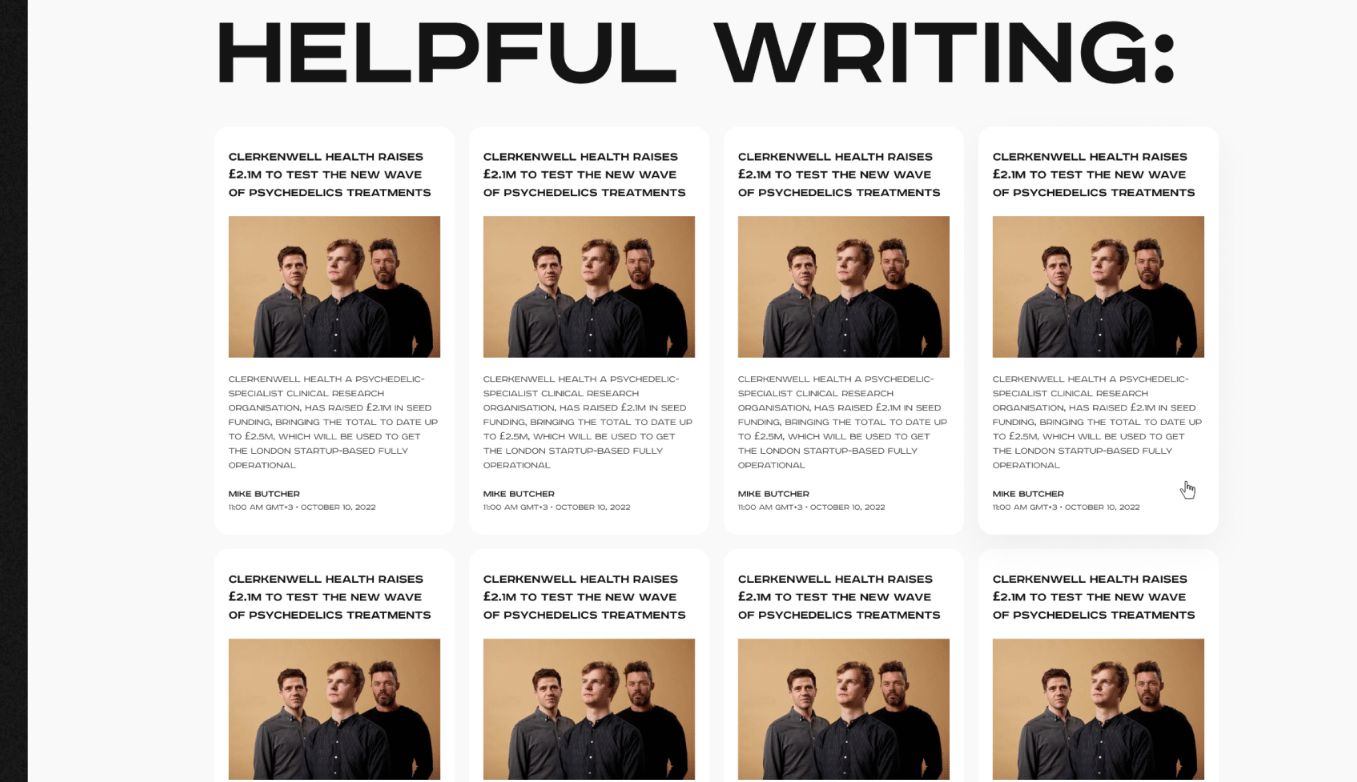 HELPFUL WRITING:
CLERKENWELL HEALTH RAISES
£2.1M TO TEST THE NEW WAVE
OF PSYCHEDELICS TREATMENTS
CLERKENWELL HEALTH A PSYCHEDELIC-
SPECIALIST CLINICAL RESEARCH
ORGANISATION, HAS RAISED £2.1M IN SEED
FUNDING, BRINGING THE TOTAL TO DATE UP
TO £2.5M, WHICH WILL BE USED TO GET
THE LONDON STARTUP-BASED FULLY
OPERATIONAL
MIKE BUTCHER
11:00 AM GMT+3 • OCTOBER 10, 2022
CLERKENWELL HEALTH RAISES
£2.1M TO TEST THE NEW WAVE
OF PSYCHEDELICS TREATMENTS
CLERKENWELL HEALTH A PSYCHEDELIC-
SPECIALIST CLINICAL RESEARCH
ORGANISATION, HAS RAISED £2.1M IN SEED
FUNDING, BRINGING THE TOTAL TO DATE UP
TO £2.5M, WHICH WILL BE USED TO GET
THE LONDON STARTUP-BASED FULLY
OPERATIONAL
MIKE BUTCHER
11:00 AM GMT+3 • OCTOBER 10, 2022
CLERKENWELL HEALTH RAISES
£2.1M TO TEST THE NEW WAVE
OF PSYCHEDELICS TREATMENTS
CLERKENWELL HEALTH A PSYCHEDELIC-
SPECIALIST CLINICAL RESEARCH
ORGANISATION, HAS RAISED £2.1M IN SEED
FUNDING, BRINGING THE TOTAL TO DATE UP
TO £2.5M, WHICH WILL BE USED TO GET
THE LONDON STARTUP-BASED FULLY
OPERATIONAL
MIKE BUTCHER
11:00 AM GMT+3 • OCTOBER 10, 2022
CLERKENWELL HEALTH RAISES
£2.1M TO TEST THE NEW WAVE
OF PSYCHEDELICS TREATMENTS
CLERKENWELL HEALTH A PSYCHEDELIC-
SPECIALIST CLINICAL RESEARCH
ORGANISATION, HAS RAISED £2.1M IN SEED
FUNDING, BRINGING THE TOTAL TO DATE UP
TO £2.5M, WHICH WILL BE USED TO GET
THE LONDON STARTUP-BASED FULLY
OPERATIONAL
MIKE BUTCHER
11:00 AM GMT+3 • OCTOBER 10, 2022
CLERKENWELL HEALTH RAISES
£2.1M TO TEST THE NEW WAVE
OF PSYCHEDELICS TREATMENTS
CLERKENWELL HEALTH RAISES
£2.1M TO TEST THE NEW WAVE
OF PSYCHEDELICS TREATMENTS
CLERKENWELL HEALTH RAISES
£2.1M TO TEST THE NEW WAVE
OF PSYCHEDELICS TREATMENTS
CLERKENWELL HEALTH RAISES
£2.1M TO TEST THE NEW WAVE
OF PSYCHEDELICS TREATMENTS